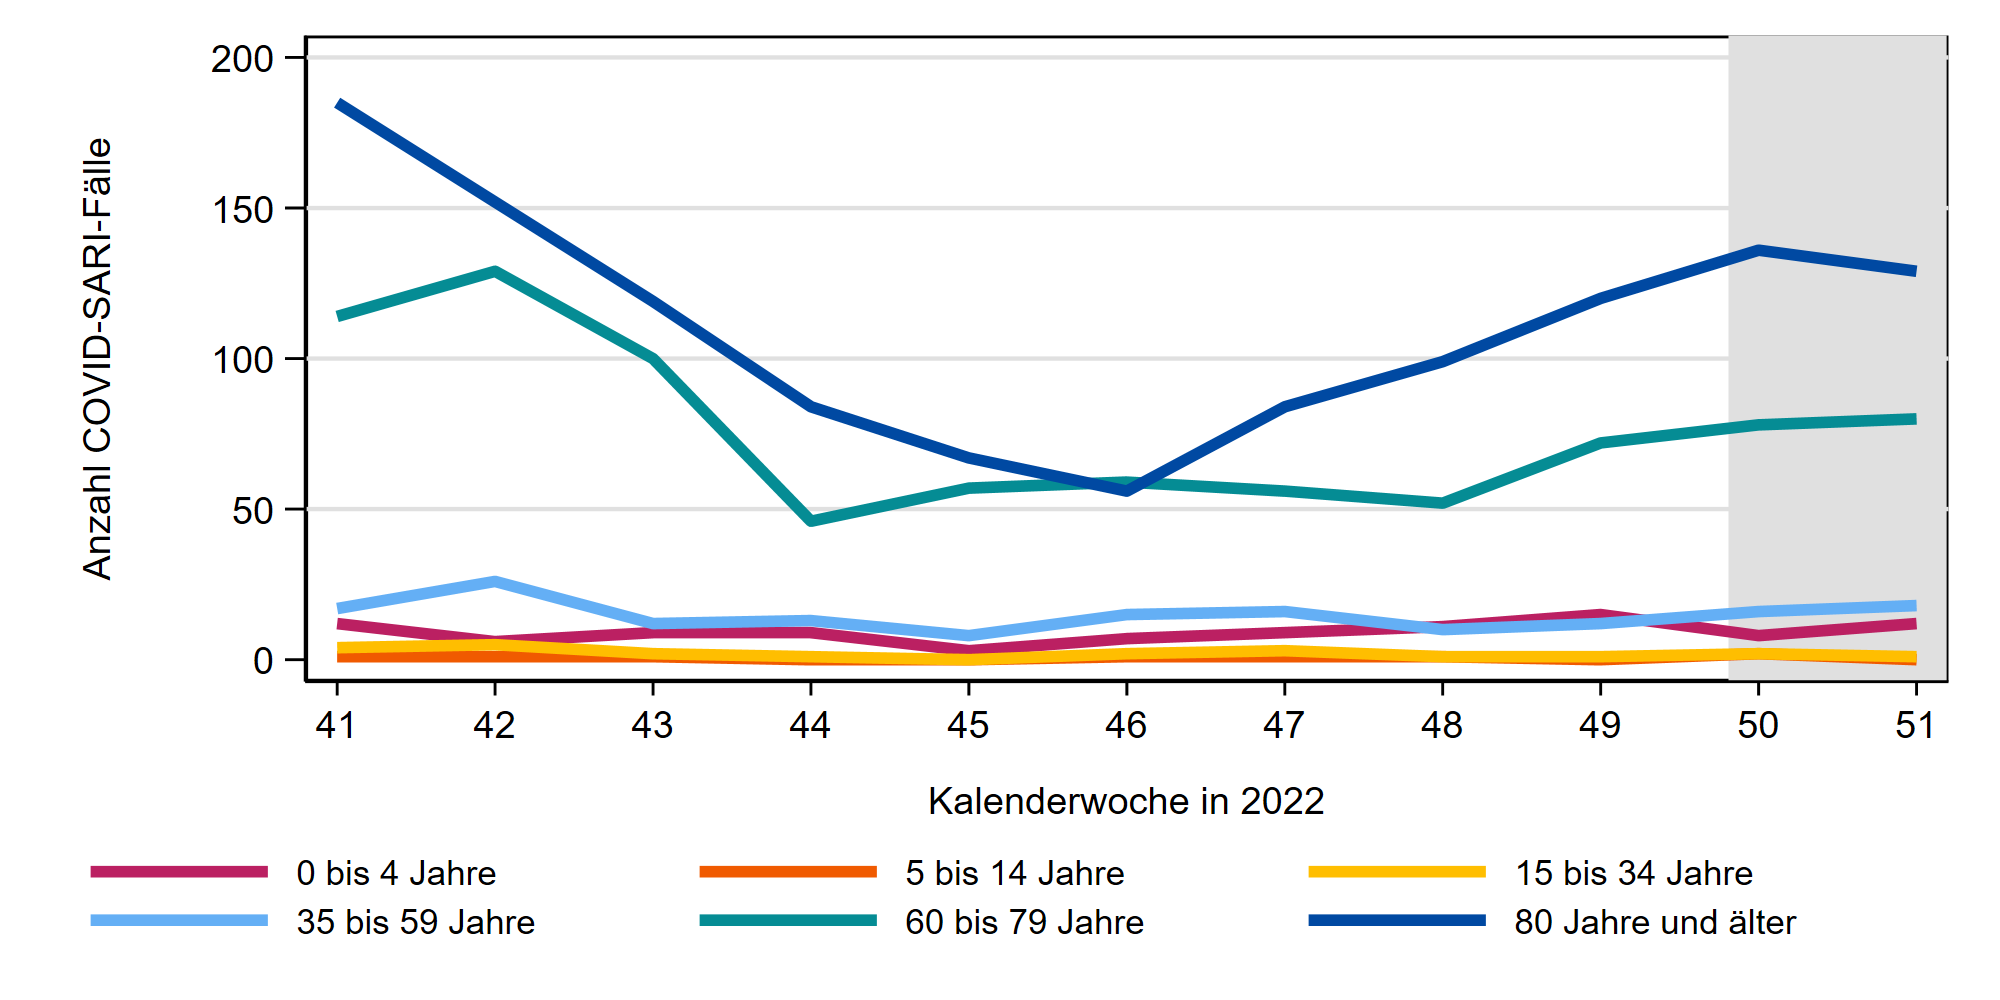 Anzahl COVID-SARI-Fälle
200
150
100
50
0
41 42 43 44 45 46 47 48 49 50 51
Kalenderwoche in 2022
0 bis 4 Jahre 5 bis 14 Jahre 15 bis 34 Jahre
35 bis 59 Jahre 60 bis 79 Jahre 80 Jahre und älter